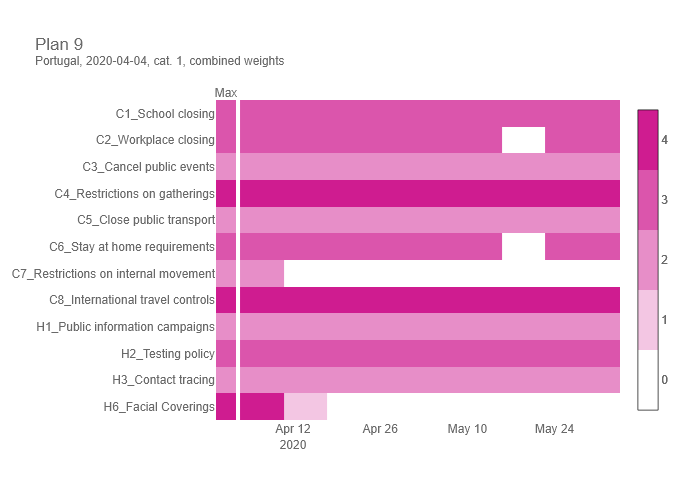 Plan 9
Portugal, 2020-04-04, cat. 1, combined weights
Max
C1_School closing
C2_Workplace closing
C3_Cancel public events
C4_Restrictions on gatherings
C5_Close public transport
C6_Stay at home requirements
C7_Restrictions on internal movement
C8_International travel controls
H1_Public information campaigns
H2_Testing policy
H3_Contact tracing
H6_Facial Coverings
Apr 12 Apr 26 May 10 May 24
2020
4
3
2
1
0